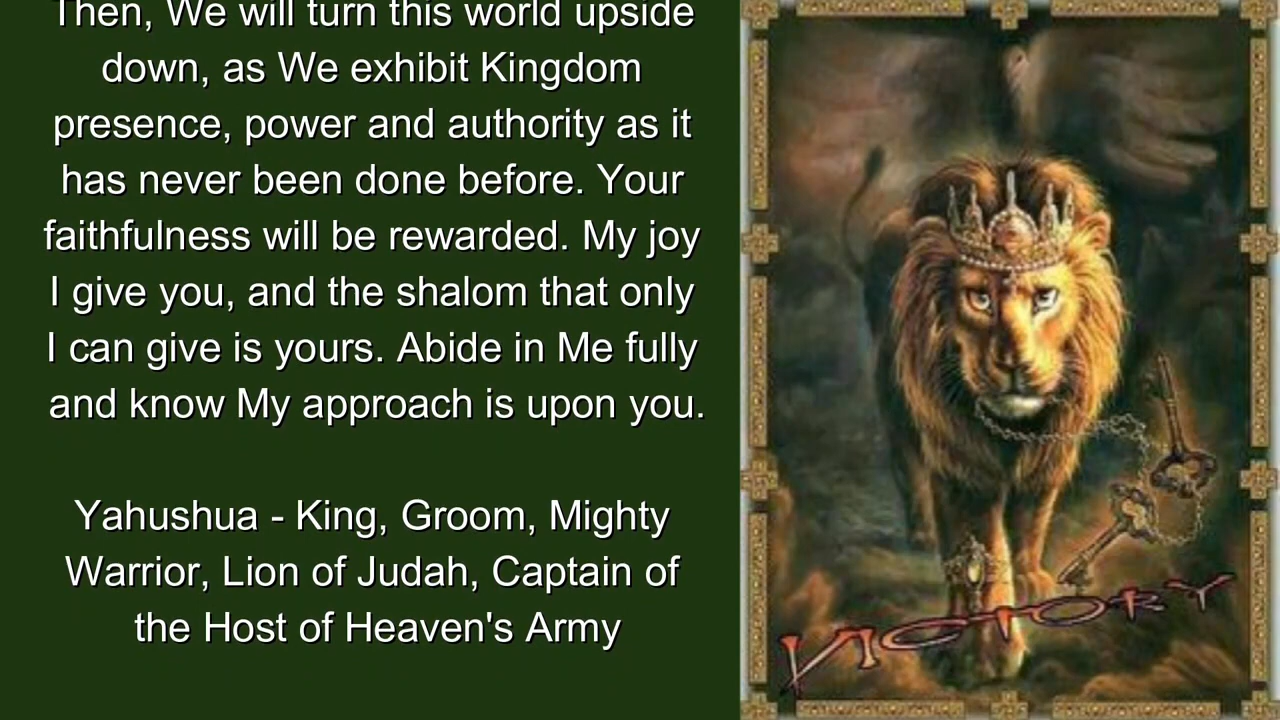 Then, We will turn this world upside
down, as We exhibit Kingdom
presence, power and authority as it
has never been done before. Your
faithfulness will be rewarded. My joy
I give you, and the shalom that only
I can give is yours. Abide in Me fully
and know My approach is upon you.
Yahushua - King, Groom, Mighty
Warrior, Lion of Judah, Captain of
the Host of Heaven's Army
VICTORY